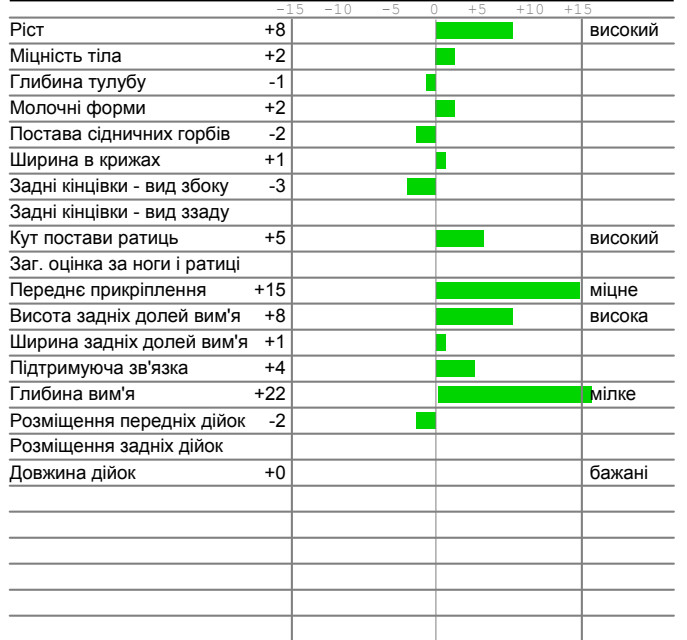 -15 -10 -5 0 +5 +10 +15
Ріст +8 високий
Міцність тіла +2
Глибина тулубу -1
Молочні форми +2
Постава сідничних горбів -2
Ширина в крижах +1
Задні кінцівки - вид збоку -3
Задні кінцівки - вид ззаду
Кут постави ратиць +5 високий
Заг. оцінка за ноги і ратиці
Переднє прикріплення +15 міцне
Висота задніх долей вим'я +8 висока
Ширина задніх долей вим'я +1
Підтримуюча зв'язка +4
Глибина вим'я +22 мілке
Розміщення передніх дійок -2
Розміщення задніх дійок
Довжина дійок +0 бажані